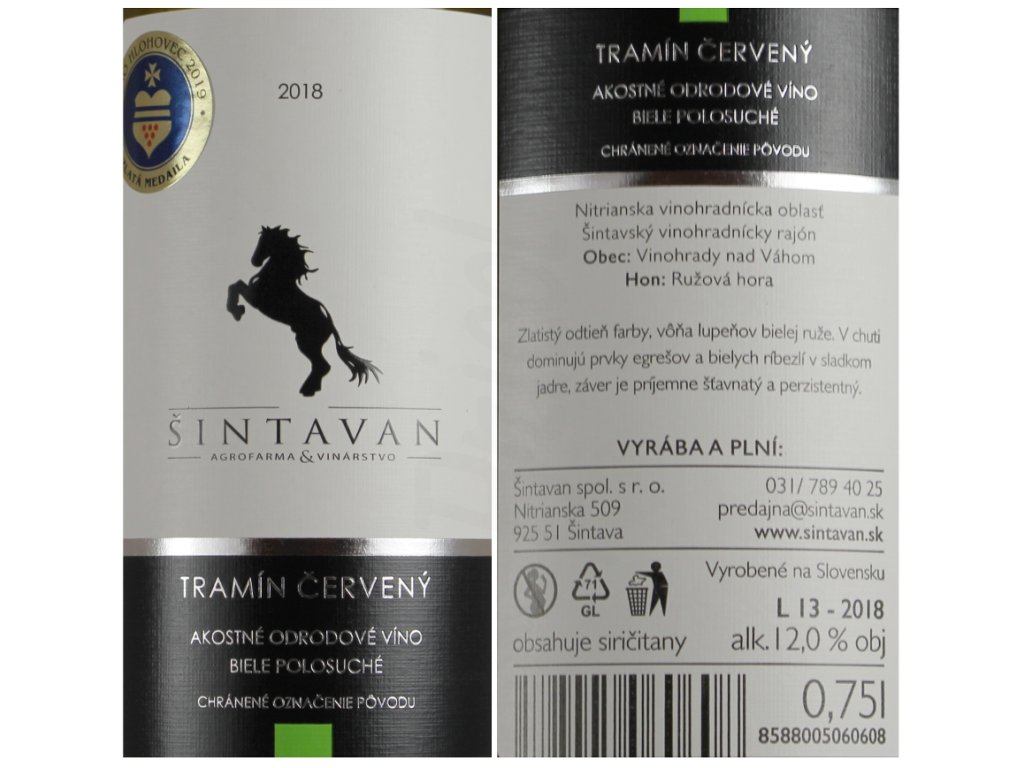 HLOHOVEC 2019
ZLATÁ MEDAILA
2018
ŠINTAVAN
AGROFARMA & VINÁRSTVO
TRAMÍN ČERVENÝ
AKOSTNÉ ODRODOVÉ VÍNO
BIELE POLOSUCHÉ
CHRÁNENÉ OZNAČENIE PÔVODU
TRAMÍN ČERVENÝ
AKOSTNÉ ODRODOVÉ VÍNO
BIELE POLOSUCHÉ
CHRÁNENÉ OZNAČENIE PÔVODU
Nitrianska vinohradnícka oblasť
Šintavský vinohradnícky rajón
Obec: Vinohrady nad Váhom
Hon: Ružová hora
Zlatistý odtieň farby, vôňa lupeňov bielej ruže. V chuti
dominujú prvky egrešov a bielych ríbezlí v sladkom
jadre, záver je príjemne šťavnatý a perzistentný.
VYRÁBA A PLNÍ:
Šintavan spol. s r. o. 031/ 789 40 25
Nitrianska 509 predajna@sintavan.sk
925 51 Šintava www.sintavan.sk
Vyrobené na Slovensku
71
GL
L 13 - 2018
obsahuje siričitany alk.12,0 % obj
0,75l
8588005060608